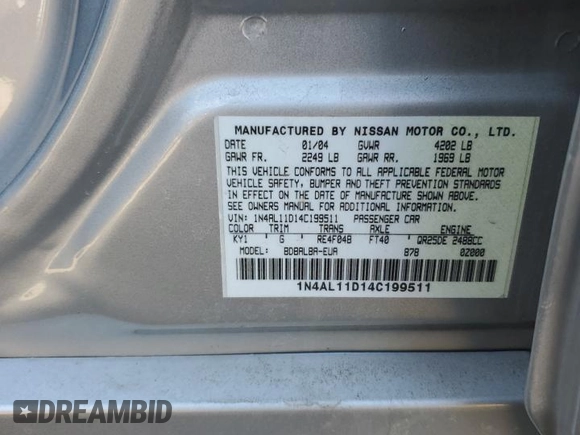 MANUFACTURED BY NISSAN MOTOR CO., LTD.
DATE 01/04 GVWR 4202 LB
GAWR FR. 2249 LB GAWR RR. 1969 LB
THIS VEHICLE CONFORMS TO ALL APPLICABLE FEDERAL MOTOR
VEHICLE SAFETY, BUMPER AND THEFT PREVENTION STANDARDS
IN EFFECT ON THE DATE OF MANUFACTURE SHOWN ABOVE.
SEE OWNERS MANUAL FOR ADDITIONAL INFORMATION.
VIN: 1N4AL11D14C199511 PASSENGER CAR
COLOR TRIM TRANS AXLE ENGINE
KY1 G RE4F04B FT40 QR25DE 2488CC
MODEL: BDBALBA-EUA B7B 0Z000
1N4AL11D14C199511
DREAMBID